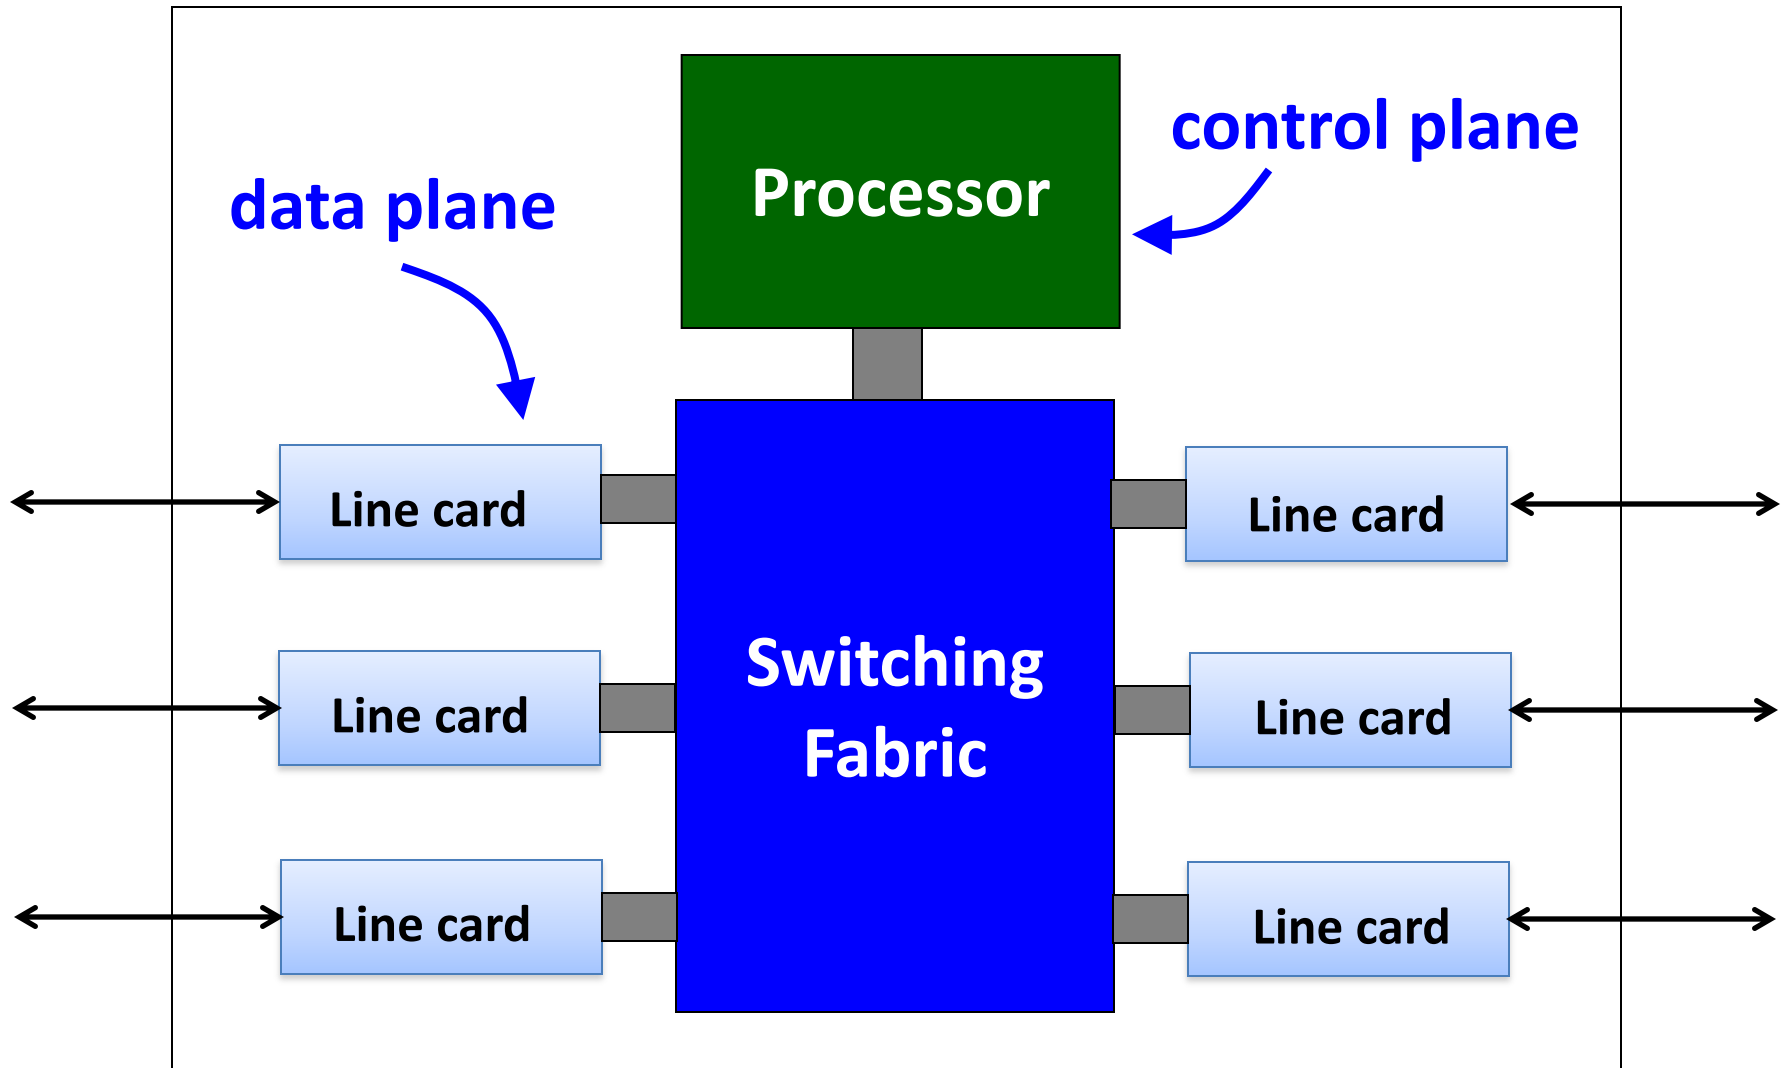 control plane
Processor
data plane
Line card
Line card
Switching
Fabric
Line card
Line card
Line card
Line card